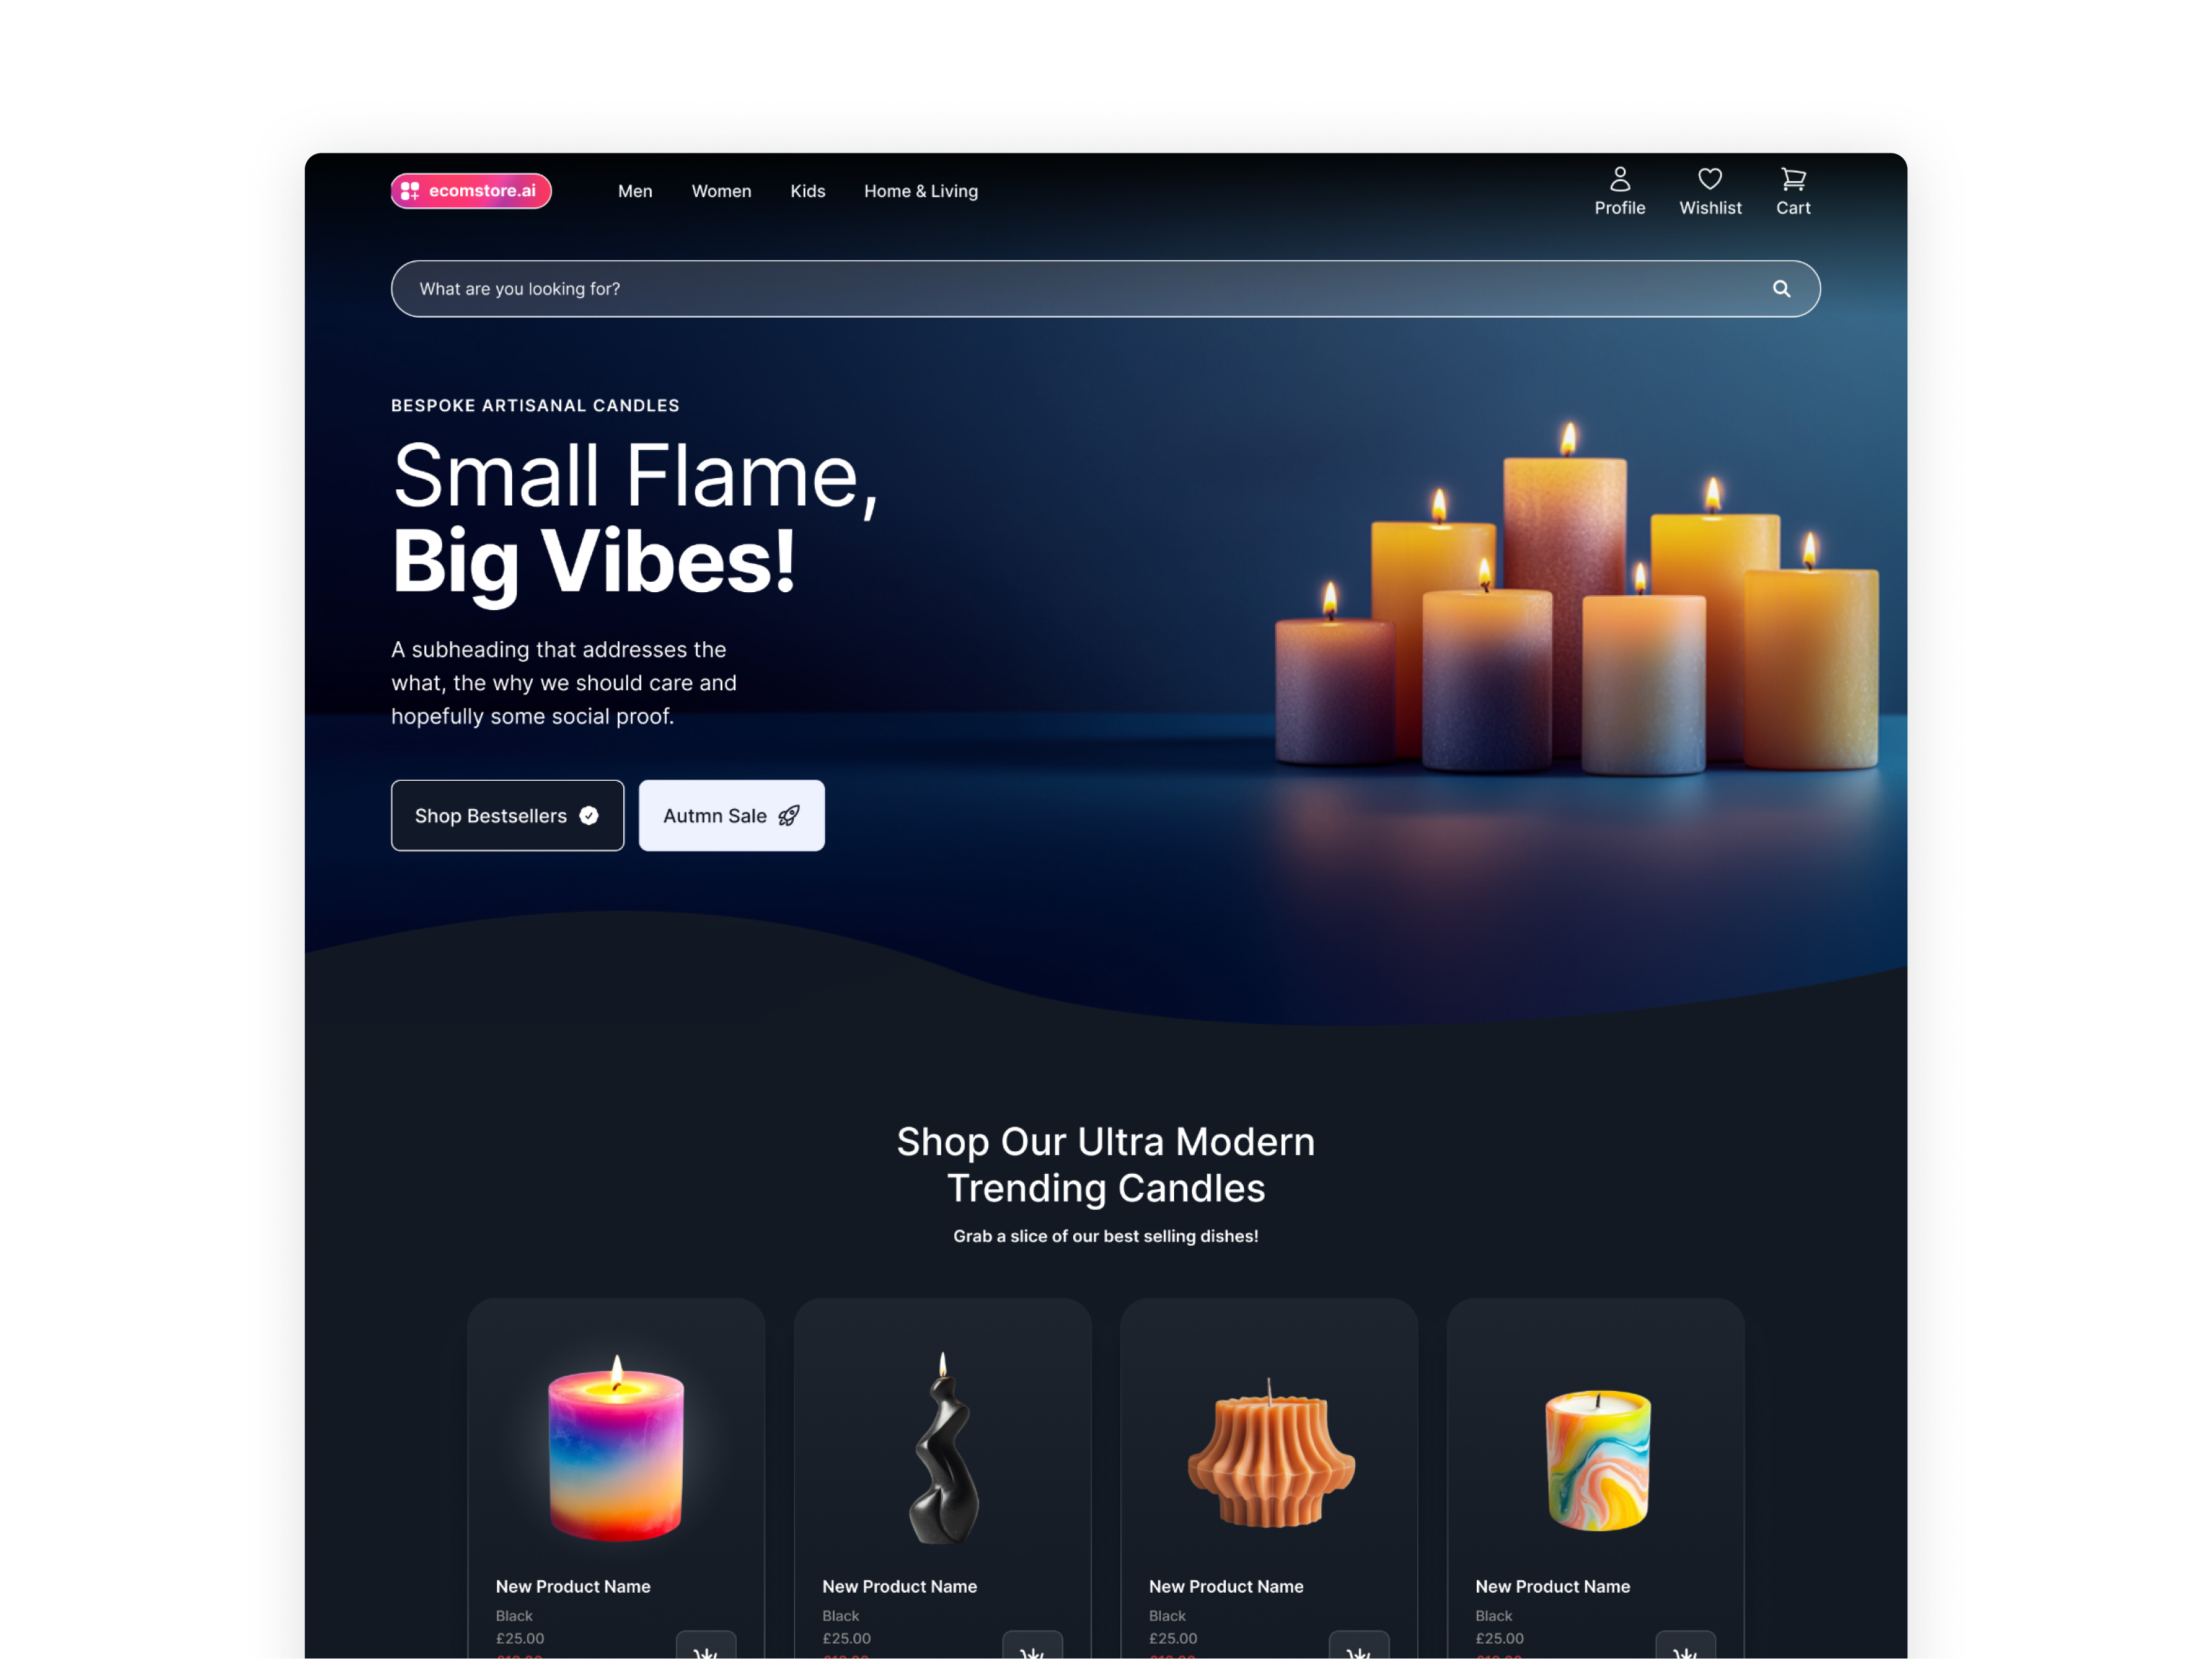 ecomstore.ai
Men Women Kids Home & Living
Profile Wishlist Cart
What are you looking for?
BESPOKE ARTISANAL CANDLES
Small Flame,
Big Vibes!
A subheading that addresses the
what, the why we should care and
hopefully some social proof.
Shop Bestsellers
Autmn Sale
Shop Our Ultra Modern
Trending Candles
Grab a slice of our best selling dishes!
New Product Name
Black
£25.00
New Product Name
Black
£25.00
New Product Name
Black
£25.00
New Product Name
Black
£25.00